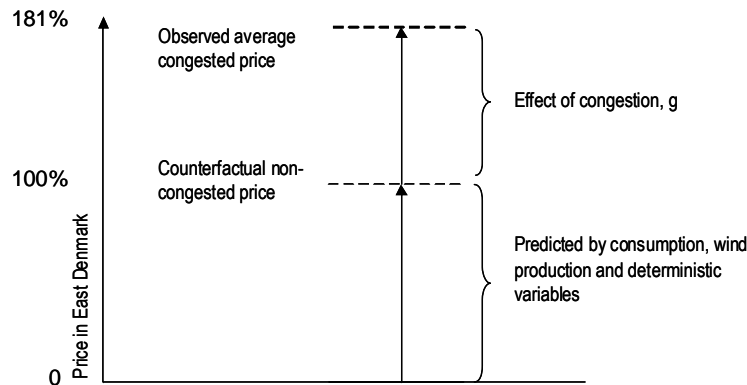 181%
Observed average
congested price
Effect of congestion, g
Counterfactual non-
congested price
100%
Predicted by consumption, wind
production and deterministic
variables
Price in East Denmark
0